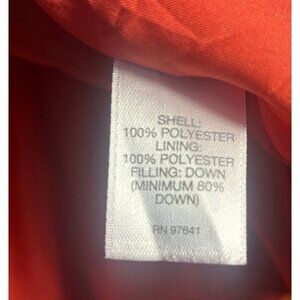 SHELL:
100% POLYESTER
LINING:
100% POLYESTER
FILLING: DOWN
(MINIMUM 80%
DOWN)
RN 97641